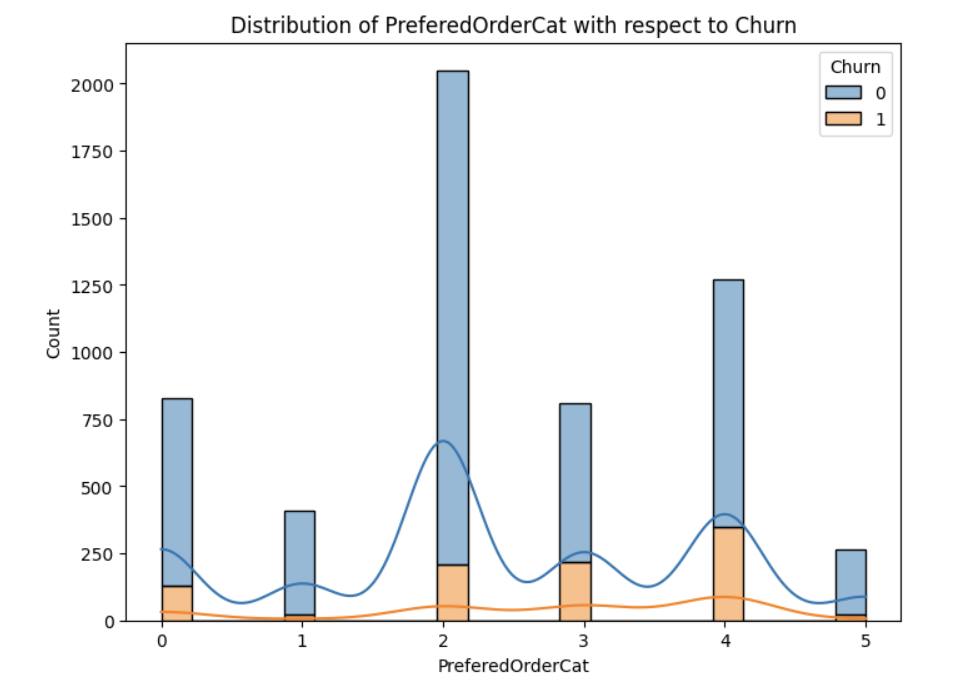 Distribution of PreferedOrderCat with respect to Churn
Churn
0
1
2000
1750
1500
1250
1000
750
500
250
0
Count
0 1 2 3 4 5
PreferedOrderCat